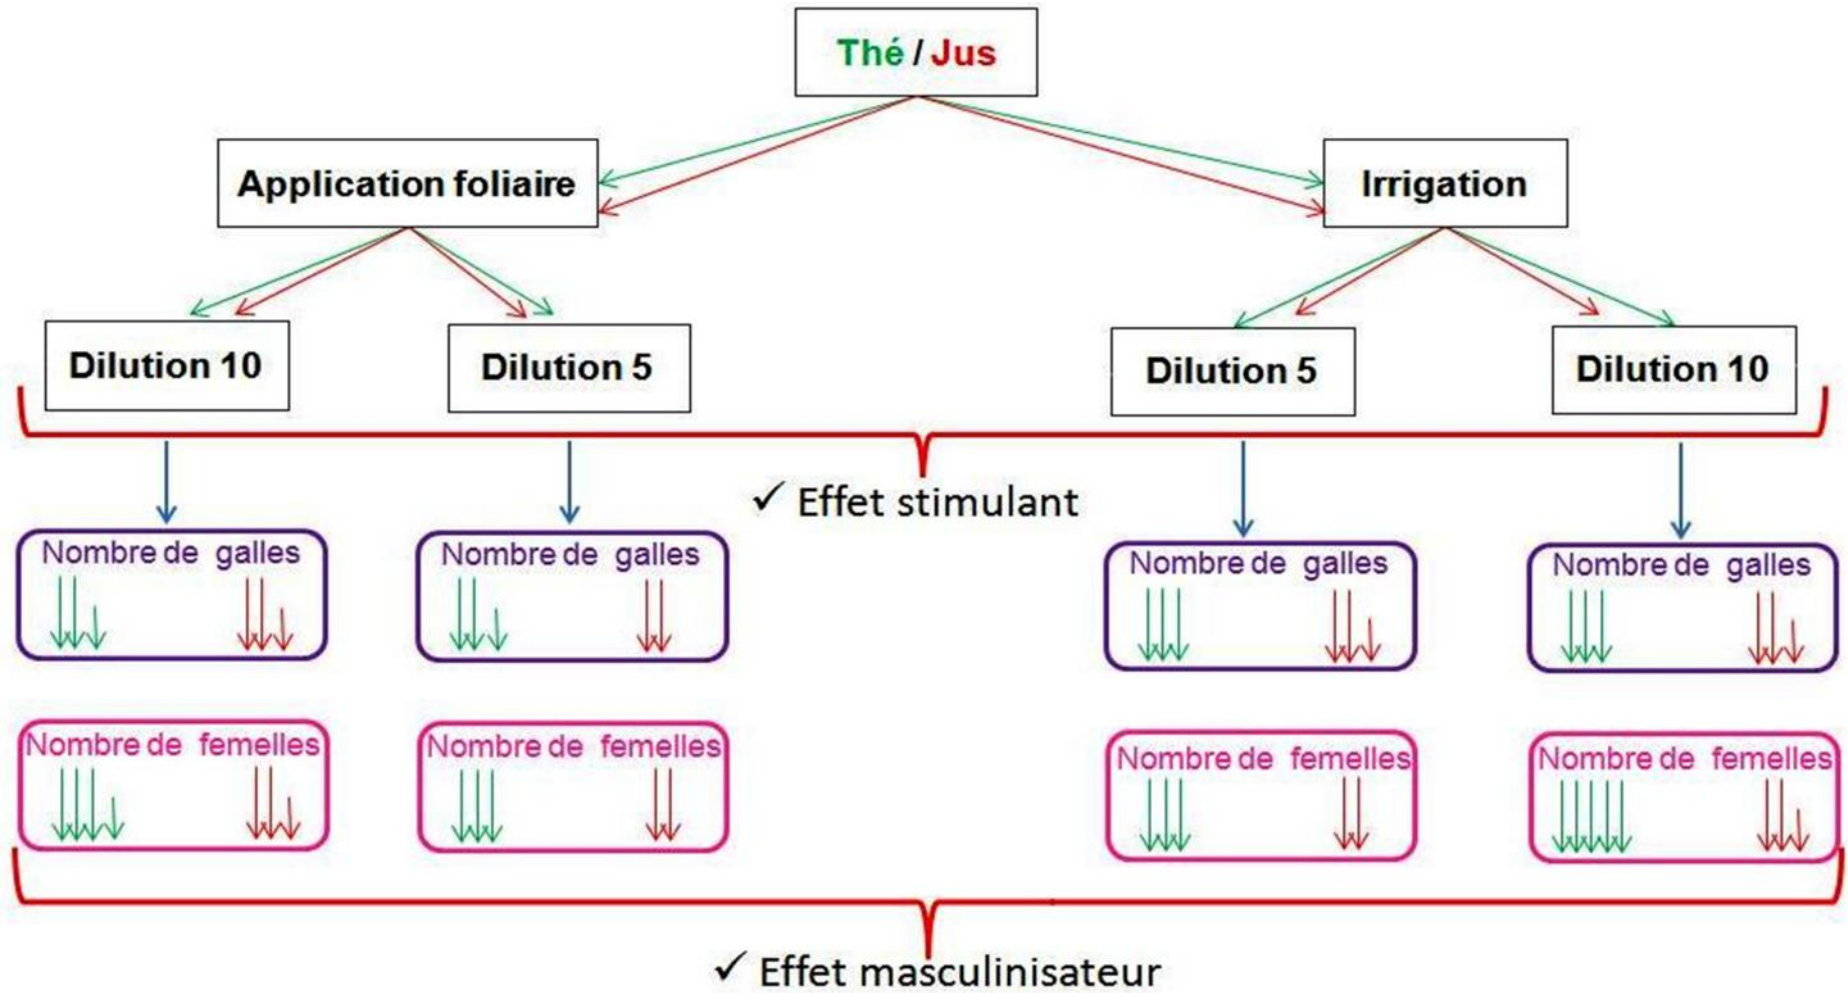 Thé / Jus
Application foliaire
Irrigation
Dilution 10
Dilution 5
Dilution 5
Dilution 10
✓ Effet stimulant
Nombre de galles
Nombre de galles
Nombre de galles
Nombre de galles
Nombre de femelles
Nombre de femelles
Nombre de femelles
Nombre de femelles
✓ Effet masculinisateur